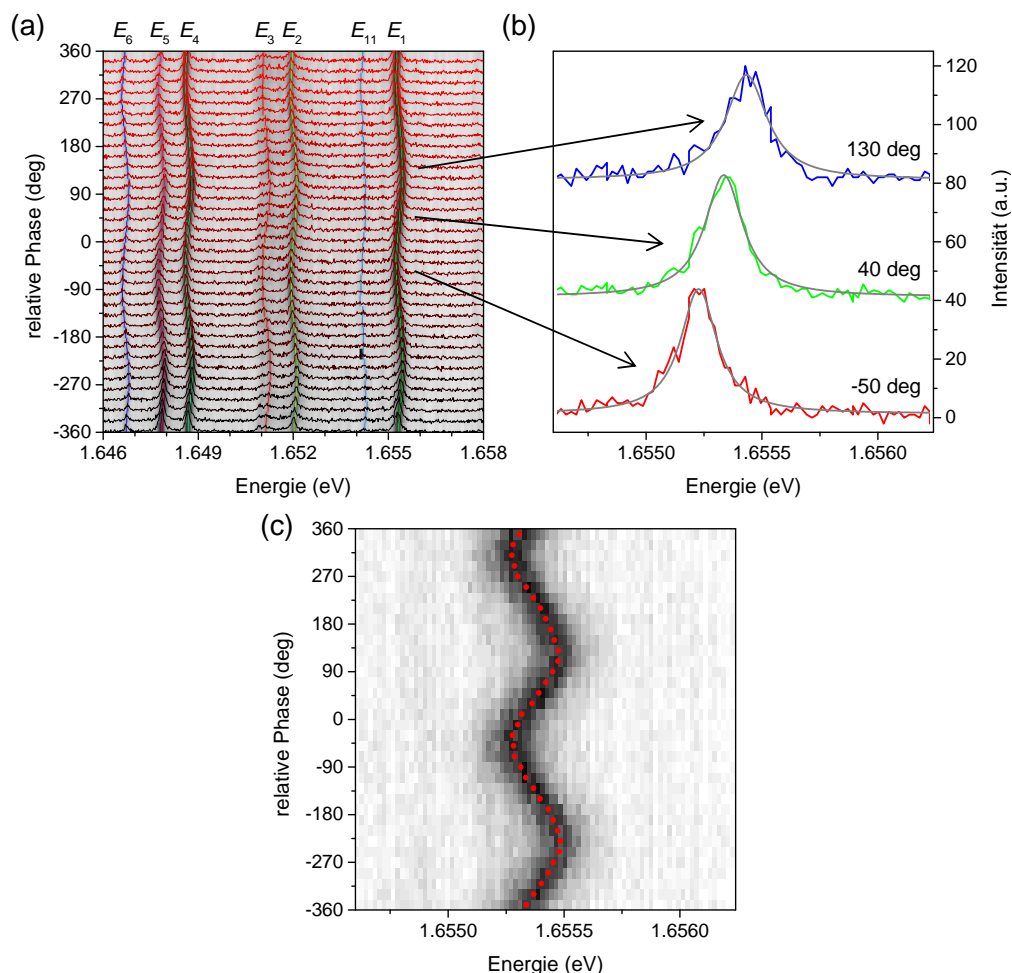 (a)
E6 E5 E4 E3 E2 E11 E1
360
270
180
90
0
-90
-180
-270
-360
relative Phase (deg)
1.646 1.649 1.652 1.655 1.658
Energie (eV)
(b)
130 deg
40 deg
-50 deg
120
100
80
60
40
20
0
Intensität (a.u.)
1.6550 1.6555 1.6560
Energie (eV)
(c)
360
270
180
90
0
-90
-180
-270
-360
relative Phase (deg)
1.6550 1.6555 1.6560
Energie (eV)